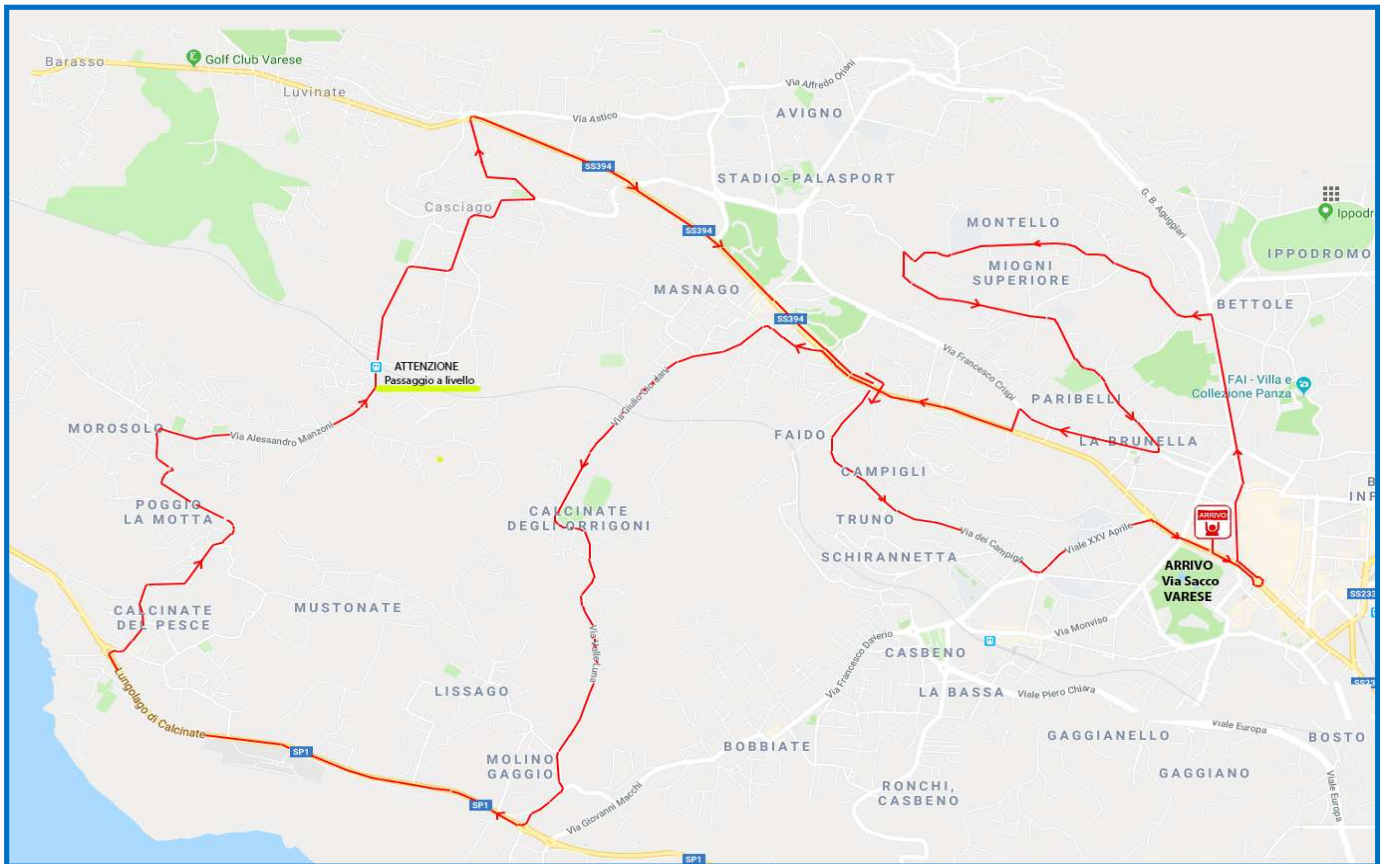 Barasso
Golf Club Varese
Luvinate
Via Astico
Via Alfredo Oriani
AVIGNO
SS394
STADIO-PALASPORT
Casciago
G. B. Aguggiari
Ippodr
SS394
MONTELLO
IPPODROMO
MIOGNI
SUPERIORE
MASNAGO
BETTOLE
SS394
Via Francesco Crispi
ATTENZIONE
Passaggio a livello
Via Giulio Giordani
FAI - Villa e
Collezione Panza
PARIBELLI
MOROSOLO
Via Alessandro Manzoni
FAIDO
LA BRUNELLA
CAMPIGLI
POGGIO
LA MOTTA
CALCINATE
DEGLI ORRIGONI
TRUNO
B
INF
ARRIVO
Via dei Campigli
Viale XXV Aprile
SCHIRANNETTA
ARRIVO
Via Sacco
VARESE
SS233
CALCINATE
DEL PESCE
MUSTONATE
Via Monviso
Via Valle Luna
Via Francesco Daverio
CASBENO
SS233
Lungolago di Calcinate
LISSAGO
LA BASSA
Viale Piero Chiara
Viale Europa
SP1
MOLINO
GAGGIO
BOBBIATE
GAGGIANELLO
BOSTO
GAGGIANO
RONCHI,
CASBENO
SP1
Via Giovanni Macchi
Viale Europa
SP1